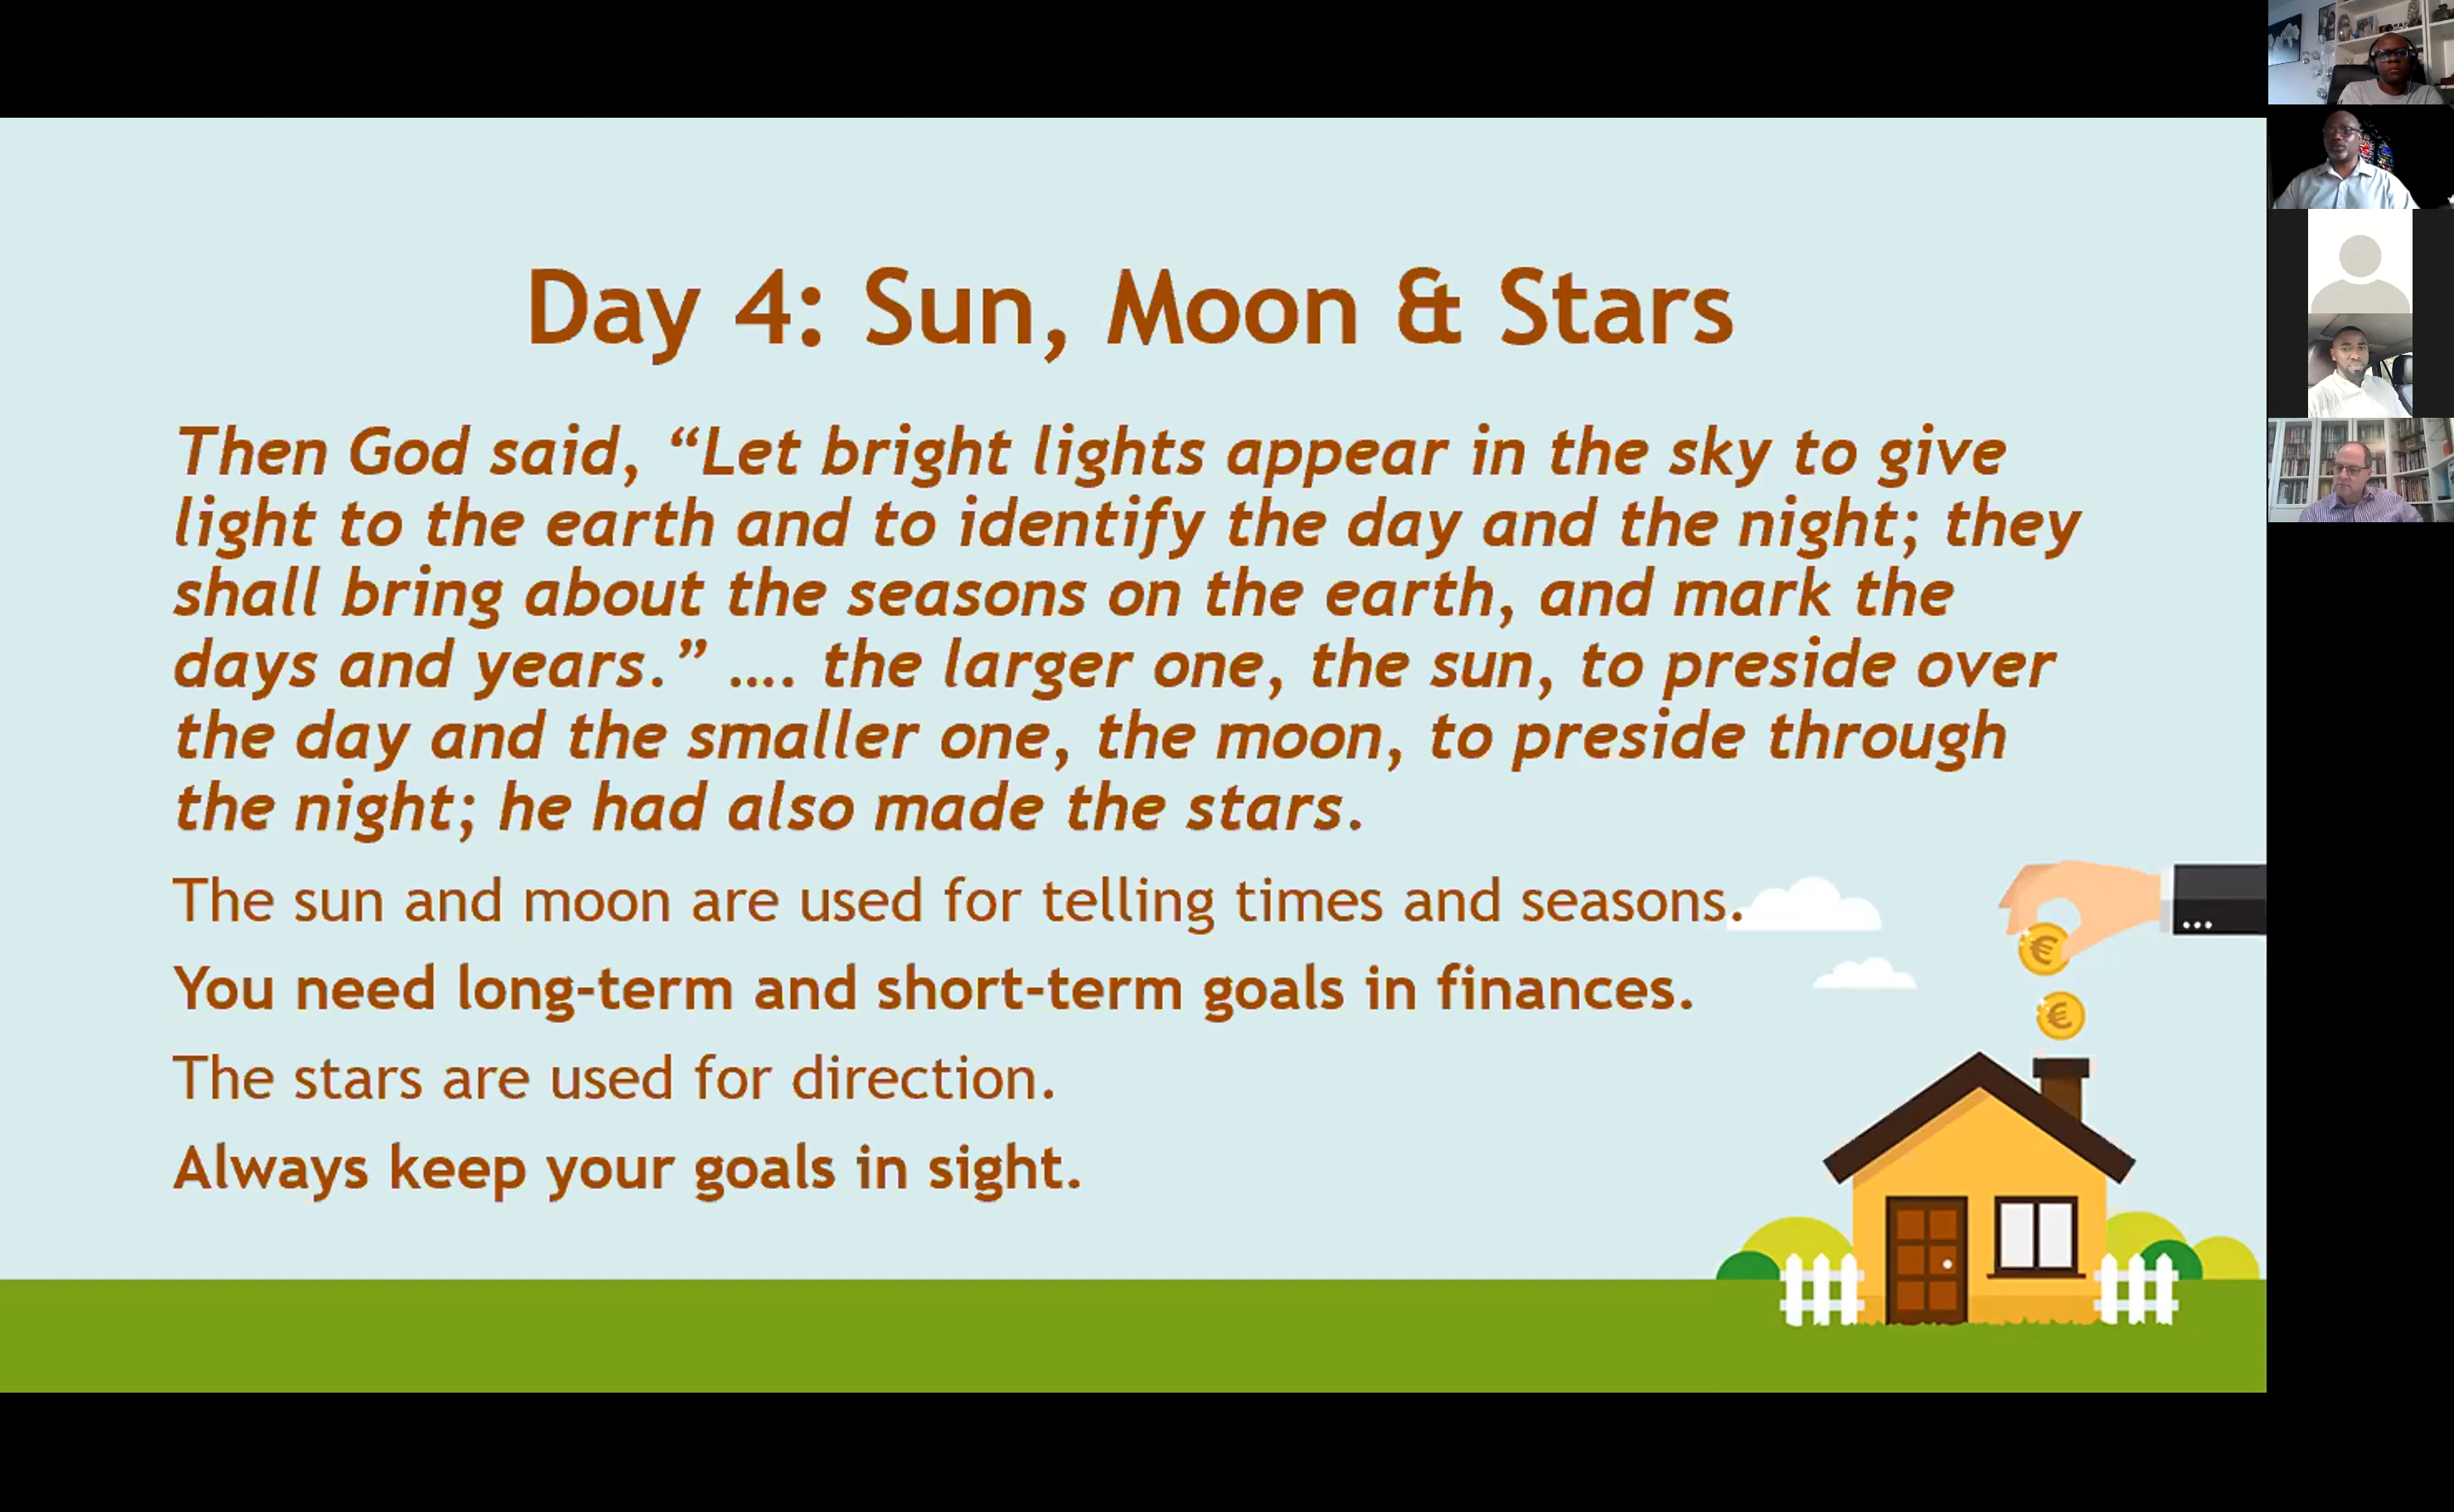 Day 4: Sun, Moon & Stars
Then God said, “Let bright lights appear in the sky to give
light to the earth and to identify the day and the night; they
shall bring about the seasons on the earth, and mark the
days and years.” .... the larger one, the sun, to preside over
the day and the smaller one, the moon, to preside through
the night; he had also made the stars.
The sun and moon are used for telling times and seasons.
You need long-term and short-term goals in finances.
€
€
The stars are used for direction.
Always keep your goals in sight.